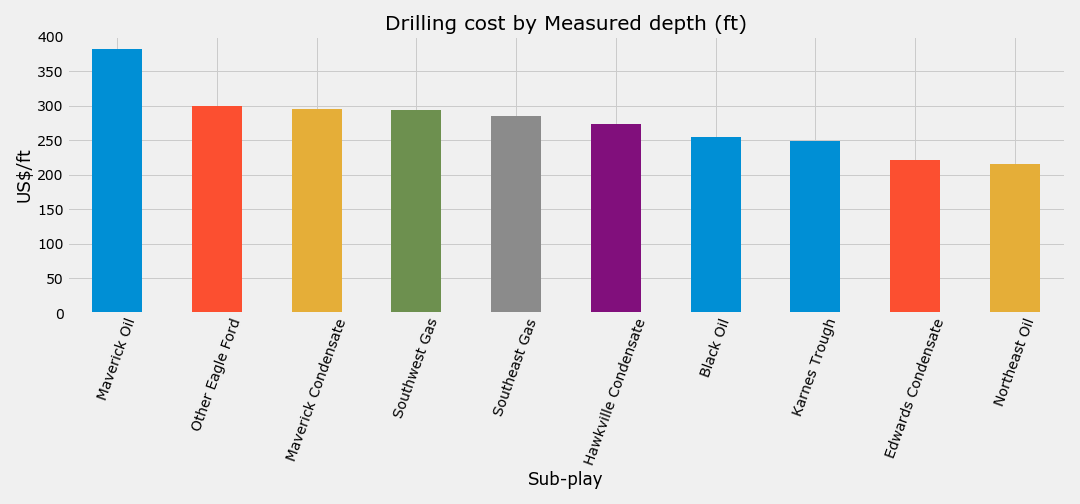 Drilling cost by Measured depth (ft)
US$/ft
400
350
300
250
200
150
100
50
0
Maverick Oil
Other Eagle Ford
Maverick Condensate
Southwest Gas
Southeast Gas
Hawkville Condensate
Black Oil
Karnes Trough
Edwards Condensate
Northeast Oil
Sub-play